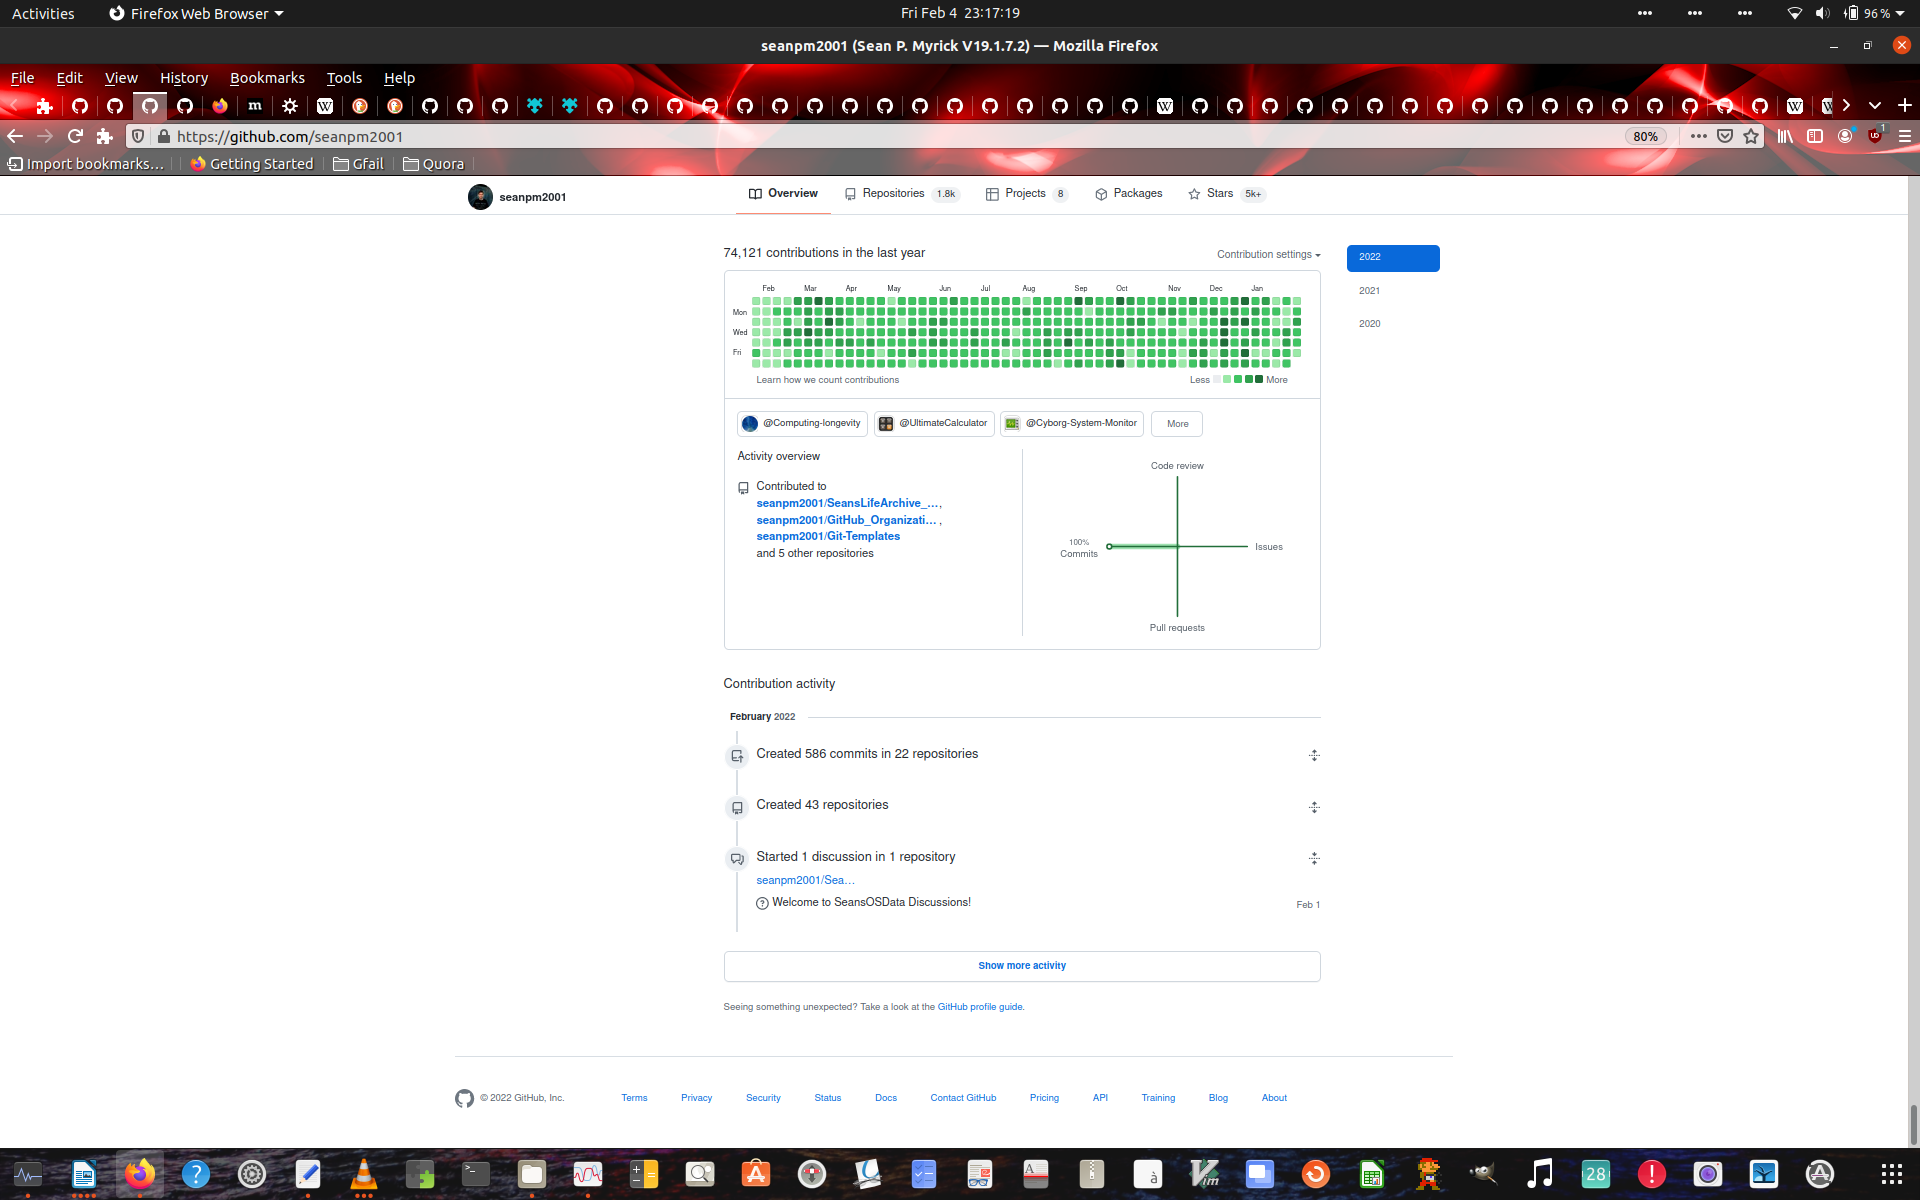 Activities Firefox Web Browser Fri Feb 4 23:17:19 96 %
seanpm2001 (Sean P. Myrick V19.1.7.2) — Mozilla Firefox
File Edit View History Bookmarks Tools Help
https://github.com/seanpm2001 80% 1
Import bookmarks… Getting Started Gfail Quora
seanpm2001 Overview Repositories 1.8k Projects 8 Packages Stars 5k+
74,121 contributions in the last year Contribution settings 2022
2021
2020
Feb Mar Apr May Jun Jul Aug Sep Oct Nov Dec Jan
Mon
Wed
Fri
Learn how we count contributions Less More
@Computing-longevity @UltimateCalculator @Cyborg-System-Monitor More
Activity overview
Contributed to
seanpm2001/SeansLifeArchive_…,
seanpm2001/GitHub_Organizati… ,
seanpm2001/Git-Templates
and 5 other repositories
Code review
100%
Commits
Issues
Pull requests
Contribution activity
February 2022
Created 586 commits in 22 repositories
Created 43 repositories
Started 1 discussion in 1 repository
seanpm2001/Sea…
Welcome to SeansOSData Discussions! Feb 1
Show more activity
Seeing something unexpected? Take a look at the GitHub profile guide.
© 2022 GitHub, Inc. Terms Privacy Security Status Docs Contact GitHub Pricing API Training Blog About
28